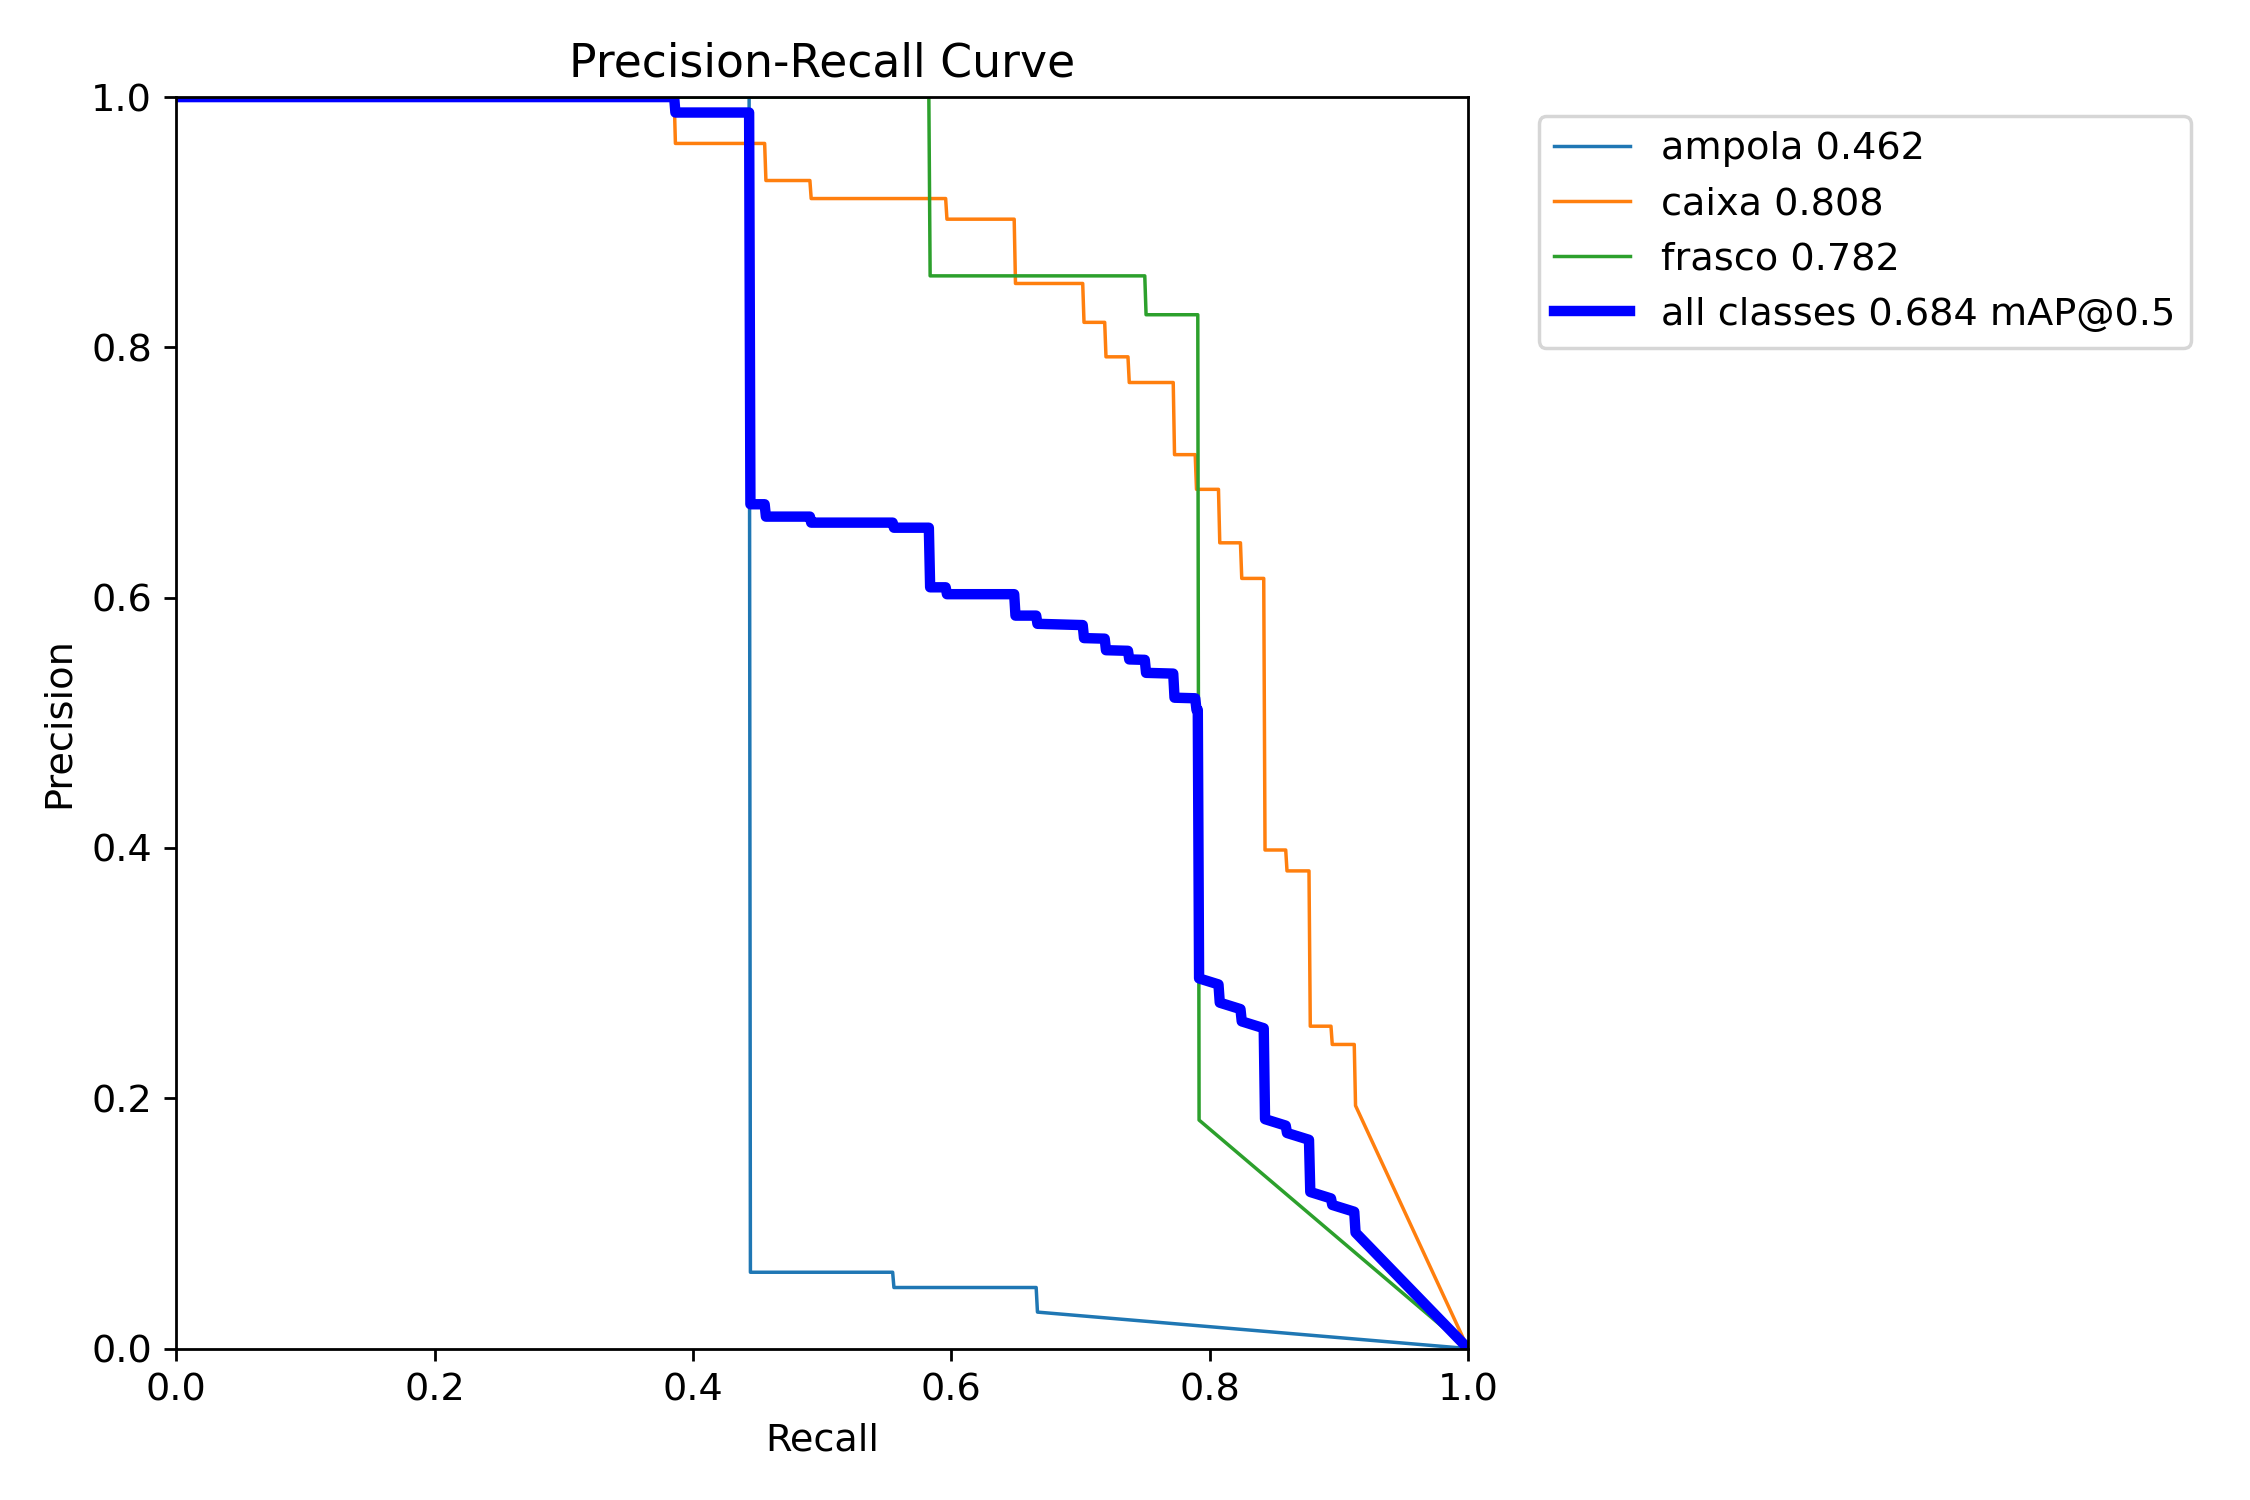 Precision-Recall Curve
1.0
0.8
0.6
0.4
0.2
0.0
Precision
0.0 0.2 0.4 0.6 0.8 1.0
Recall
ampola 0.462
caixa 0.808
frasco 0.782
all classes 0.684 mAP@0.5